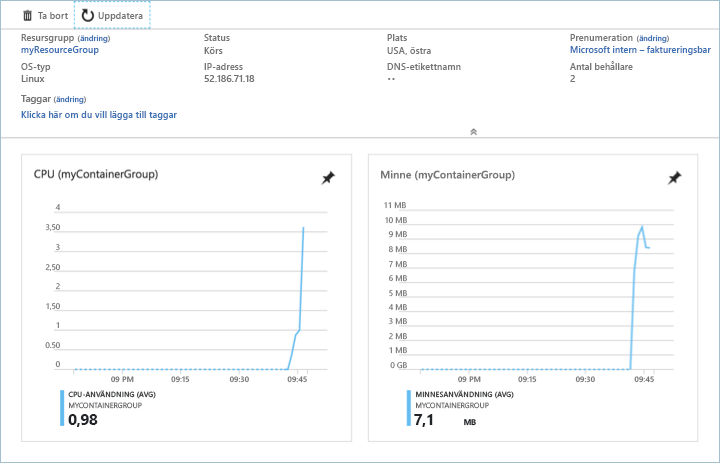 Ta bort Uppdatera
Resursgrupp (ändring) Status Plats Prenumeration (ändring)
myResourceGroup Körs USA, östra Microsoft intern – faktureringsbar
OS-typ IP-adress DNS-etikettnamn Antal behållare
Linux 52.186.71.18 -- 2
Taggar (ändring)
Klicka här om du vill lägga till taggar
CPU (myContainerGroup)
4
3,50
3
2,50
2
1,50
1
0.50
0
09 PM 09:15 09:30 09:45
CPU-ANVÄNDNING (AVG)
MYCONTAINERGROUP
0,98
Minne (myContainerGroup)
11 MB
10 MB
9 MB
8 MB
7 MB
6 MB
5 MB
4 MB
3 MB
2 MB
1 MB
0 GB
09 PM 09:15 09:30 09:45
MINNESANVÄNDNING (AVG)
MYCONTAINERGROUP
7,1 MB